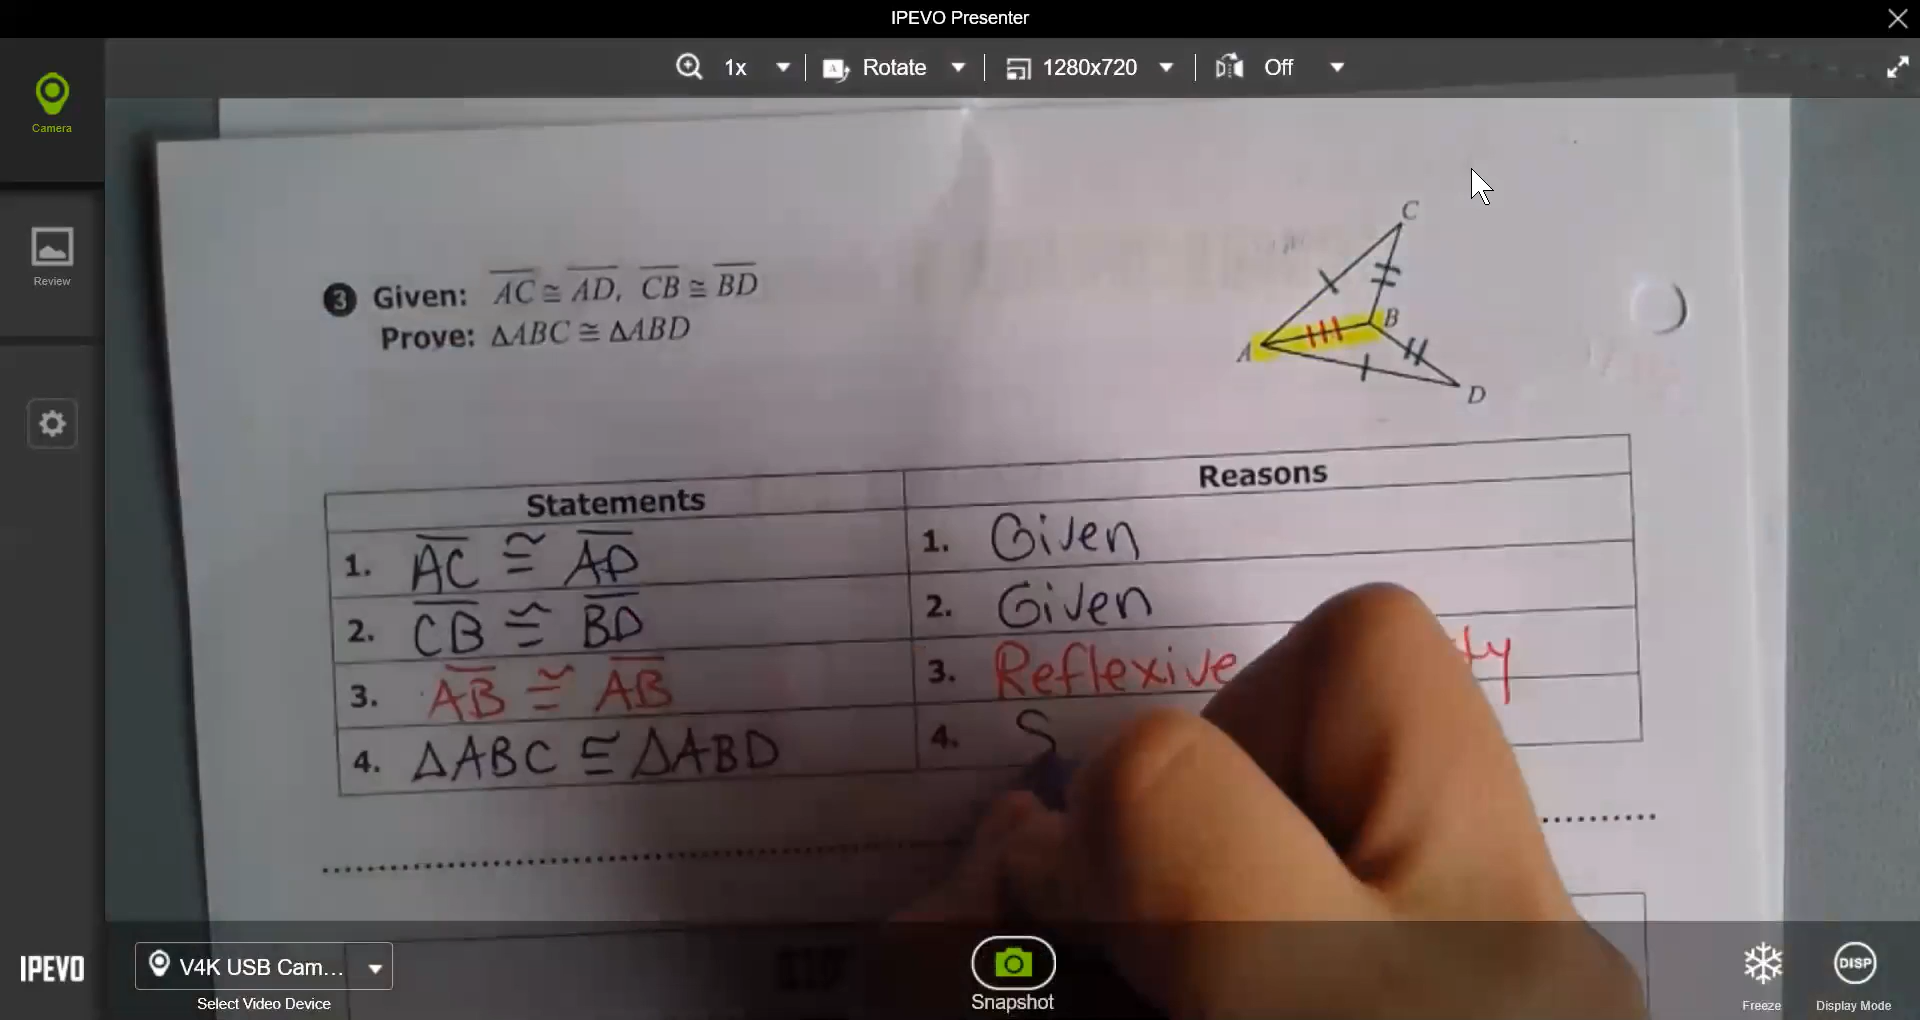 IPEVO Presenter
1x Rotate 1280x720 Off
Camera
Review
C
B
A
D
3 Given: AC ≅ AD, CB ≅ BD
Prove: ΔABC ≅ ΔABD
Statements Reasons
1. AC ≅ AD 1. Given
2. CB ≅ BD 2. Given
3. AB ≅ AB 3. Reflexive ty
4. ΔABC ≅ ΔABD 4. S
IPEVO
V4K USB Cam...
Select Video Device
Snapshot
Freeze
DISP
Display Mode